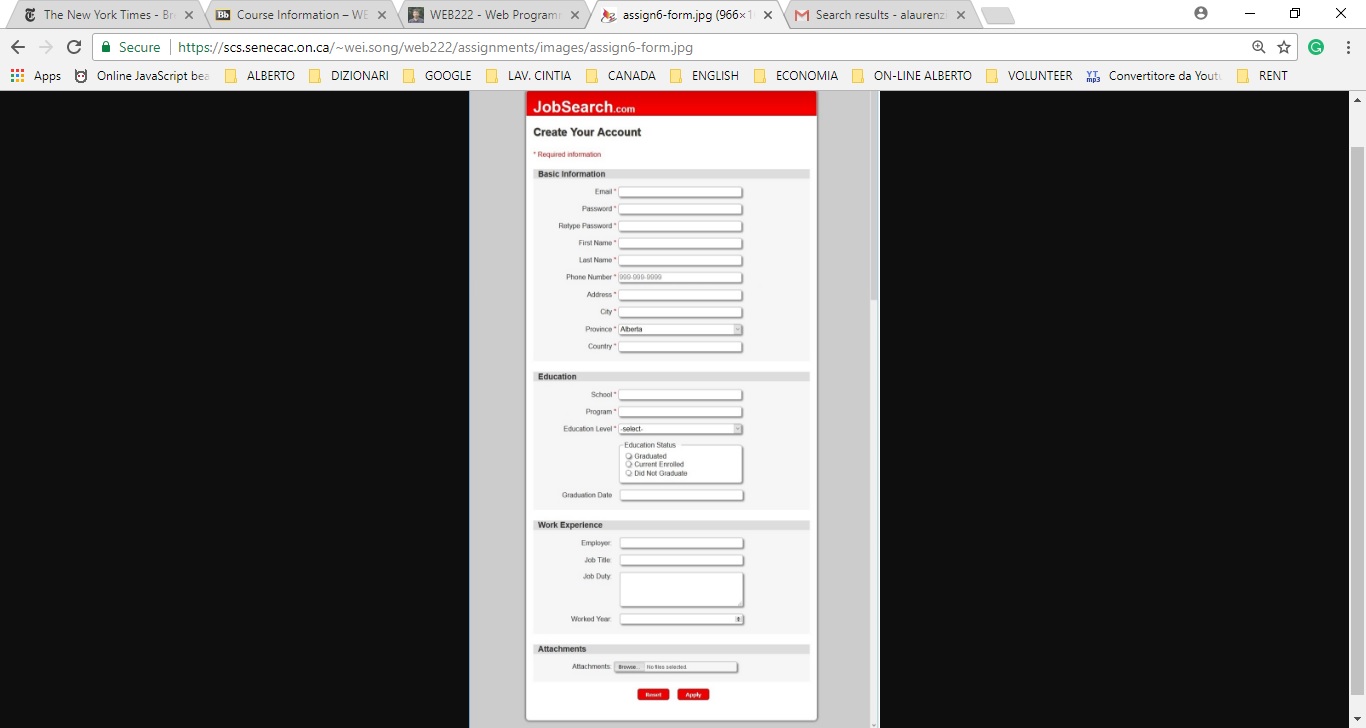 The New York Times - Br
Course Information – WE
WEB222 - Web Programm
assign6-form.jpg (966×1
Search results - alaurenz
Secure https://scs.senecac.on.ca/~wei.song/web222/assignments/images/assign6-form.jpg
Apps Online JavaScript bea ALBERTO DIZIONARI GOOGLE LAV. CINTIA CANADA ENGLISH ECONOMIA ON-LINE ALBERTO VOLUNTEER YT mp3 Convertitore da Yout RENT
JobSearch.com
Create Your Account
* Required information
Basic Information
Email *
Password *
Retype Password *
First Name *
Last Name *
Phone Number * 999-999-9999
Address *
City *
Province * Alberta
Country *
Education
School *
Program *
Education Level * -select-
Education Status
Graduated
Current Enrolled
Did Not Graduate
Graduation Date
Work Experience
Employer:
Job Title:
Job Duty:
Worked Year:
Attachments
Attachments: Browse... No files selected.
Reset Apply